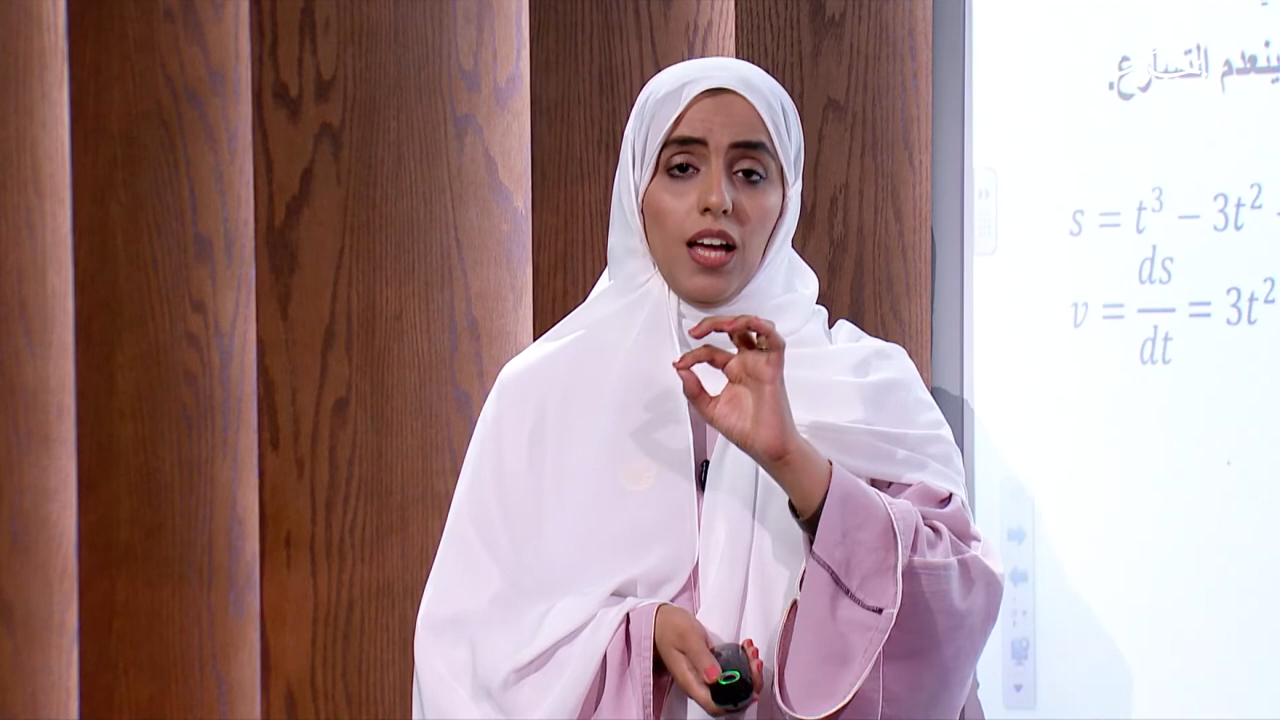 ينعدم التسارع.
s = t³ − 3t²
ds
v = — = 3t²
dt